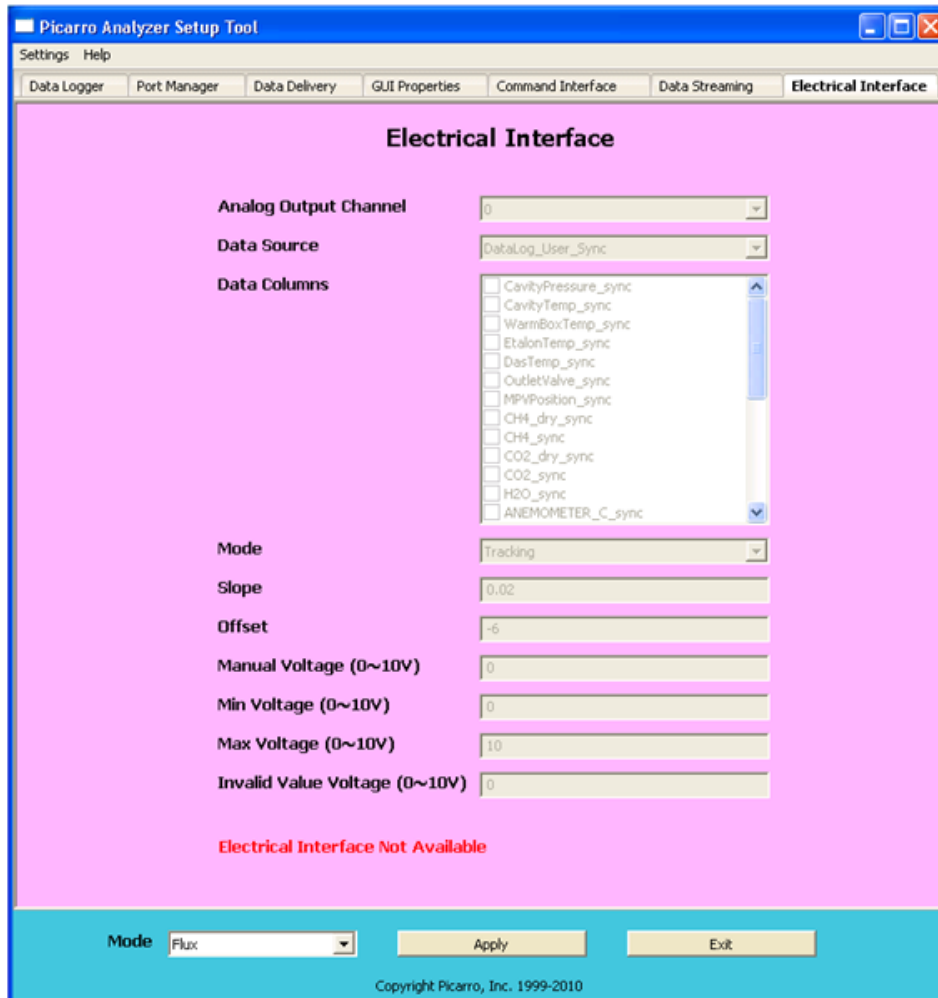 Picarro Analyzer Setup Tool
Settings Help
Data Logger Port Manager Data Delivery GUI Properties Command Interface Data Streaming Electrical Interface
Electrical Interface
Analog Output Channel 0
Data Source DataLog_User_Sync
Data Columns CavityPressure_sync
CavityTemp_sync
WarmBoxTemp_sync
EtalonTemp_sync
DasTemp_sync
OutletValve_sync
MPVPosition_sync
CH4_dry_sync
CH4_sync
CO2_dry_sync
CO2_sync
H2O_sync
ANEMOMETER_C_sync
Mode Tracking
Slope 0.02
Offset -6
Manual Voltage (0~10V) 0
Min Voltage (0~10V) 0
Max Voltage (0~10V) 10
Invalid Value Voltage (0~10V) 0
Electrical Interface Not Available
Mode Flux Apply Exit
Copyright Picarro, Inc. 1999-2010